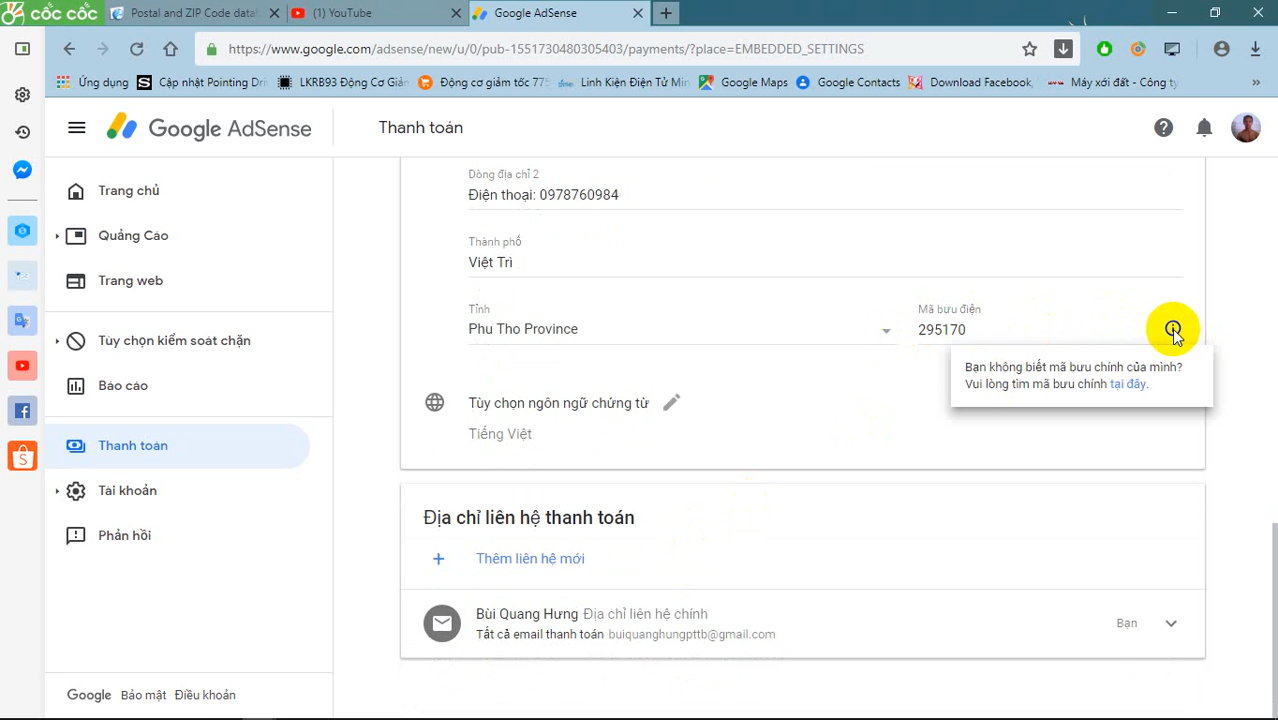 cốc cốc
Postal and ZIP Code datab
(1) YouTube
Google AdSense
https://www.google.com/adsense/new/u/0/pub-1551730480305403/payments/?place=EMBEDDED_SETTINGS
Ứng dụng
Cập nhật Pointing Dri
LKRB93 Động Cơ Giản
Động cơ giảm tốc 775
Linh Kiện Điện Tử Min
Google Maps
Google Contacts
Download Facebook,
Máy xới đất - Công ty
Google AdSense
Thanh toán
Trang chủ
Quảng Cáo
Trang web
Tùy chọn kiểm soát chặn
Báo cáo
Thanh toán
Tài khoản
Phản hồi
Google Bảo mật Điều khoản
Dòng địa chỉ 2
Điện thoại: 0978760984
Thành phố
Việt Trì
Tỉnh
Phu Tho Province
Mã bưu điện
295170
Bạn không biết mã bưu chính của mình?
Vui lòng tìm mã bưu chính tại đây.
Tùy chọn ngôn ngữ chứng từ
Tiếng Việt
Địa chỉ liên hệ thanh toán
+ Thêm liên hệ mới
Bùi Quang Hưng Địa chỉ liên hệ chính
Tất cả email thanh toán buiquanghungpttb@gmail.com
Bạn